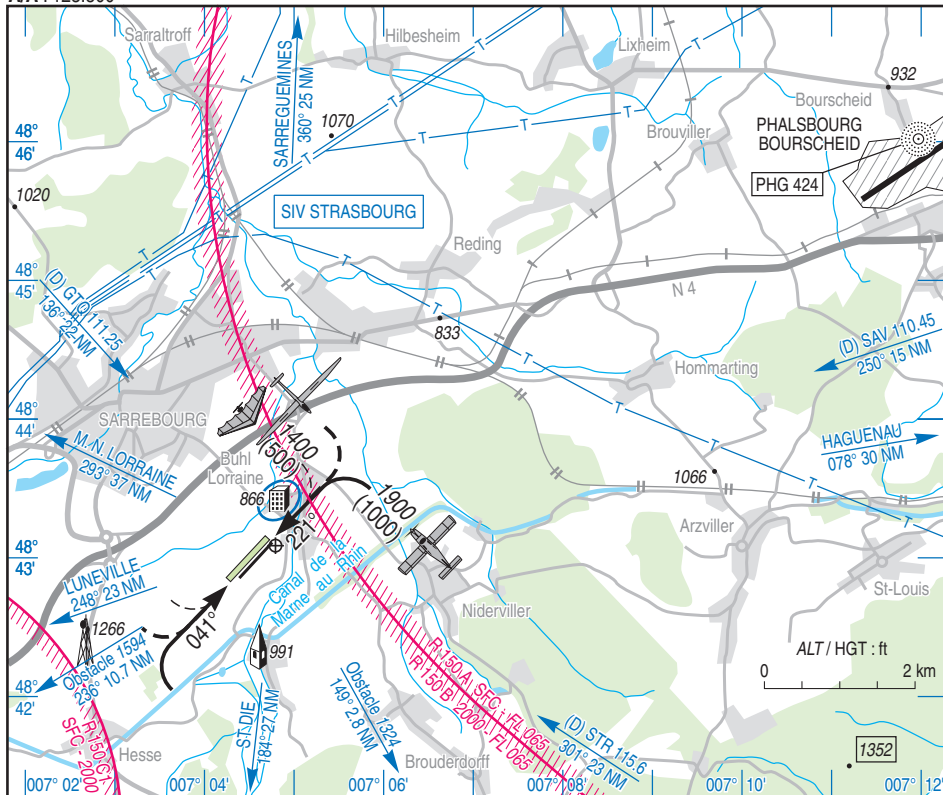 Sarraltroff
Hilbesheim
Lixheim
932
Bourscheid
SARREGUEMINES
360° 25 NM
1070
Brouviller
PHALSBOURG
BOURSCHEID
PHG 424
48°
46'
1020
SIV STRASBOURG
Reding
48°
45'
(D) GTQ 111.25
136° 22 NM
N 4
833
(D) SAV 110.45
250° 15 NM
Hommarting
48°
44'
SARREBOURG
M.-N. LORRAINE
293° 37 NM
1400
(500)
HAGUENAU
078° 30 NM
Buhl
Lorraine
866
1066
1900
(1000)
221°
Arzviller
48°
43'
Canal de la
Marne au Rhin
St-Louis
LUNEVILLE
248° 23 NM
Niderviller
041°
1266
991
Obstacle 1594
236° 10.7 NM
ALT / HGT : ft
0
2 km
48°
42'
R 150 A SFC - FL 065
R 150 B 2000 - FL 065
Obstacle 1324
149° 2.8 NM
R 150 C1
SFC - 2000
ST DIE
184° 27 NM
(D) STR 115.6
301° 23 NM
Hesse
Brouderdorff
1352
007° 02'
007° 04'
007° 06'
007° 08'
007° 10'
007° 12'